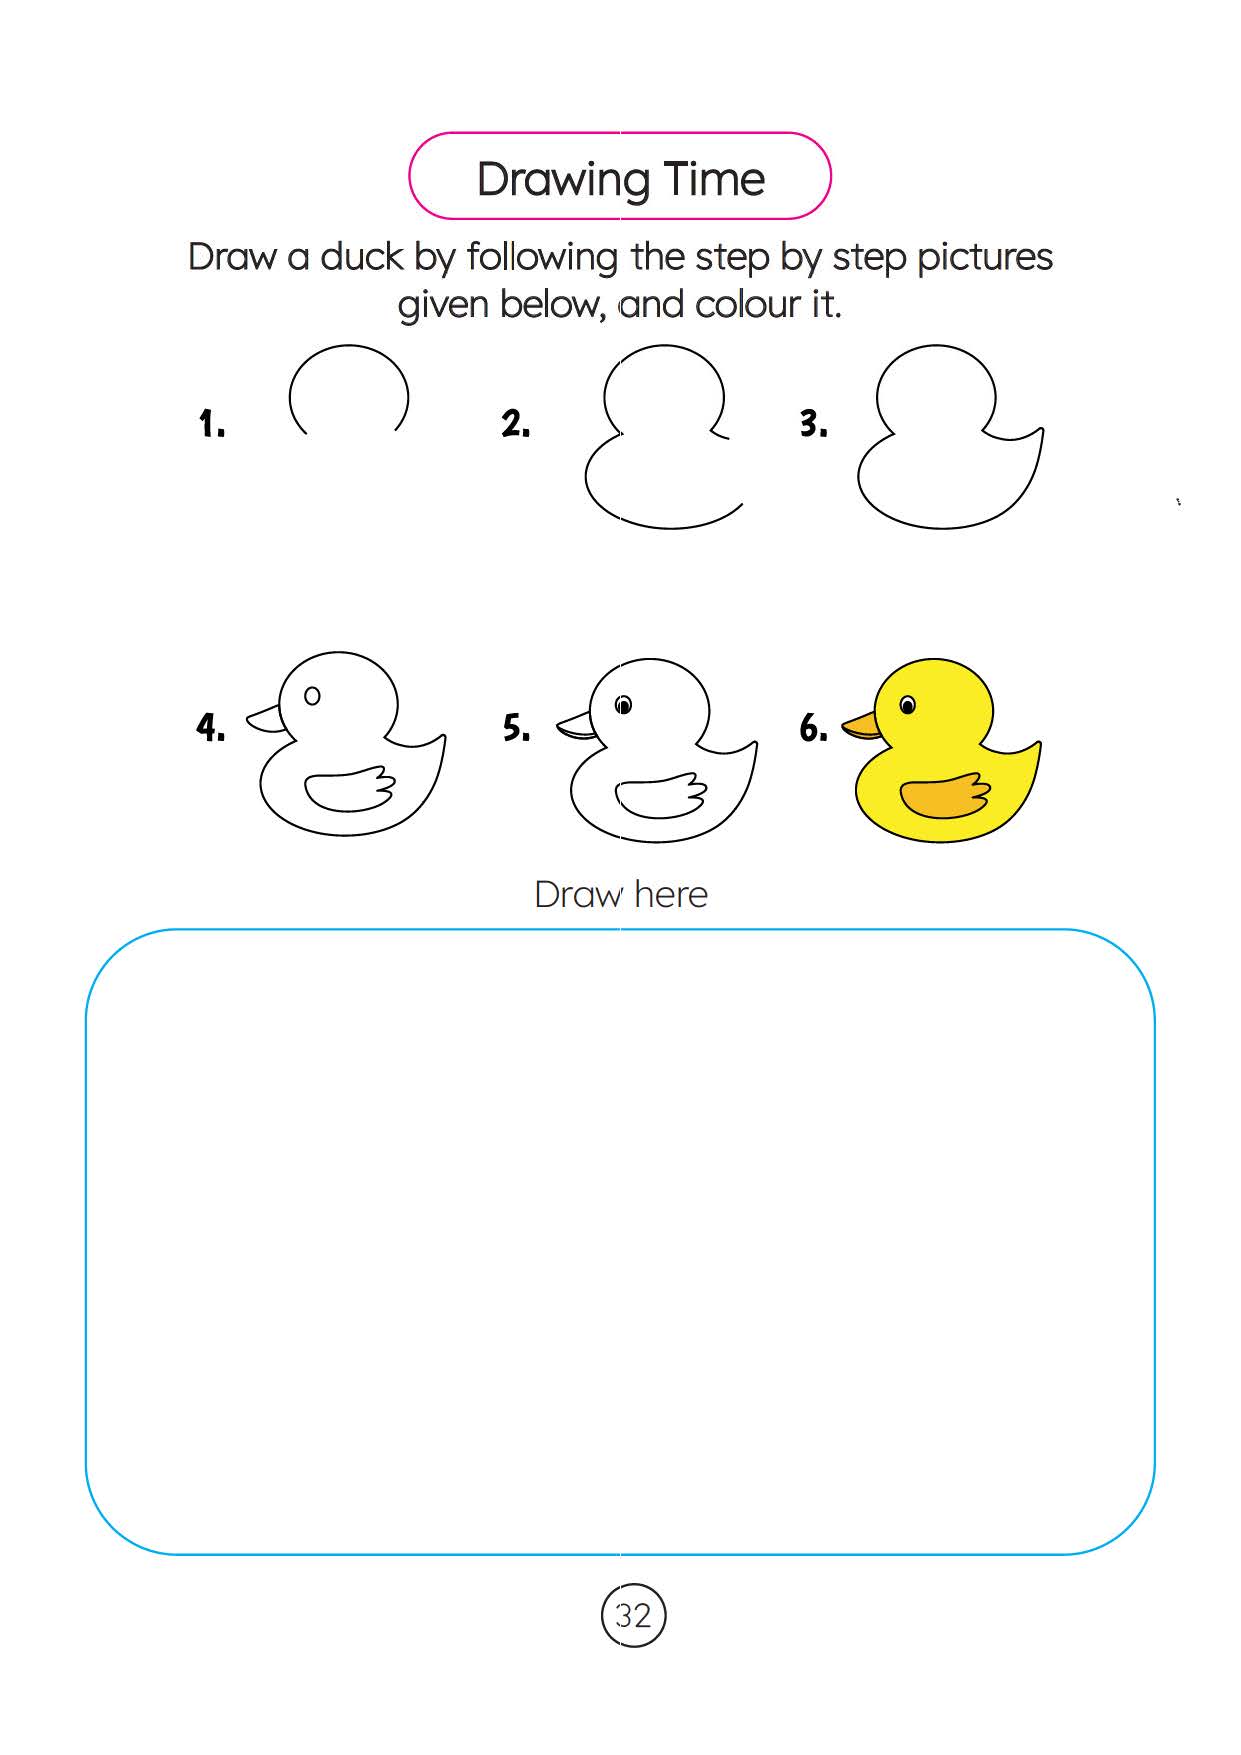 Drawing Time
Draw a duck by following the step by step pictures
given below, and colour it.
1.
2.
3.
4.
5.
6.
Draw here
32